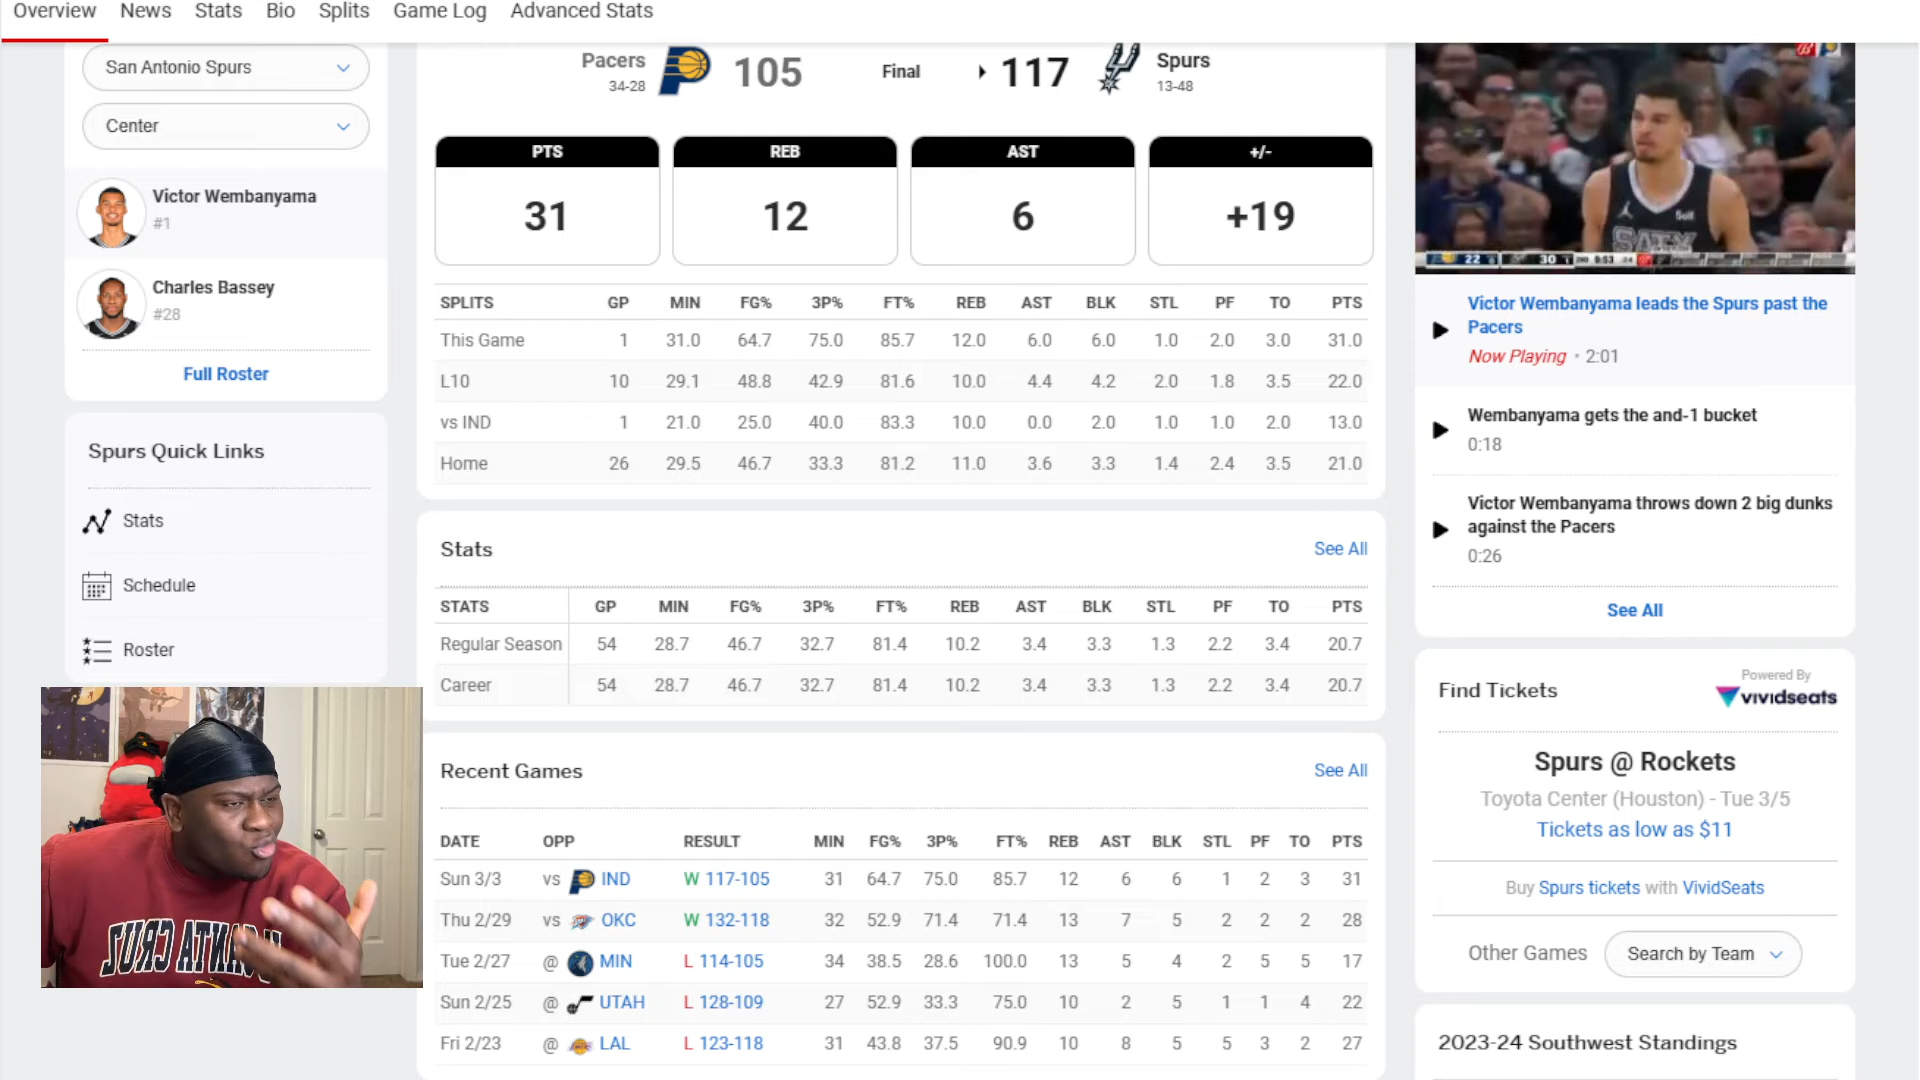 Overview News Stats Bio Splits Game Log Advanced Stats
San Antonio Spurs
Center
Victor Wembanyama
#1
Charles Bassey
#28
Full Roster
Spurs Quick Links
Stats
Schedule
Roster
Pacers 105 Final 117 Spurs
34-28 13-48
PTS REB AST +/-
31 12 6 +19
SPLITS GP MIN FG% 3P% FT% REB AST BLK STL PF TO PTS
This Game 1 31.0 64.7 75.0 85.7 12.0 6.0 6.0 1.0 2.0 3.0 31.0
L10 10 29.1 48.8 42.9 81.6 10.0 4.4 4.2 2.0 1.8 3.5 22.0
vs IND 1 21.0 25.0 40.0 83.3 10.0 0.0 2.0 1.0 1.0 2.0 13.0
Home 26 29.5 46.7 33.3 81.2 11.0 3.6 3.3 1.4 2.4 3.5 21.0
Stats See All
STATS GP MIN FG% 3P% FT% REB AST BLK STL PF TO PTS
Regular Season 54 28.7 46.7 32.7 81.4 10.2 3.4 3.3 1.3 2.2 3.4 20.7
Career 54 28.7 46.7 32.7 81.4 10.2 3.4 3.3 1.3 2.2 3.4 20.7
Recent Games See All
DATE OPP RESULT MIN FG% 3P% FT% REB AST BLK STL PF TO PTS
Sun 3/3 vs IND W 117-105 31 64.7 75.0 85.7 12 6 6 1 2 3 31
Thu 2/29 vs OKC W 132-118 32 52.9 71.4 71.4 13 7 5 2 2 2 28
Tue 2/27 @ MIN L 114-105 34 38.5 28.6 100.0 13 5 4 2 5 5 17
Sun 2/25 @ UTAH L 128-109 27 52.9 33.3 75.0 10 2 5 1 1 4 22
Fri 2/23 @ LAL L 123-118 31 43.8 37.5 90.9 10 8 5 5 3 2 27
22 30
Victor Wembanyama leads the Spurs past the
Pacers
Now Playing • 2:01
Wembanyama gets the and-1 bucket
0:18
Victor Wembanyama throws down 2 big dunks
against the Pacers
0:26
See All
Find Tickets
Powered By
vividseats
Spurs @ Rockets
Toyota Center (Houston) - Tue 3/5
Tickets as low as $11
Buy Spurs tickets with VividSeats
Other Games Search by Team
2023-24 Southwest Standings